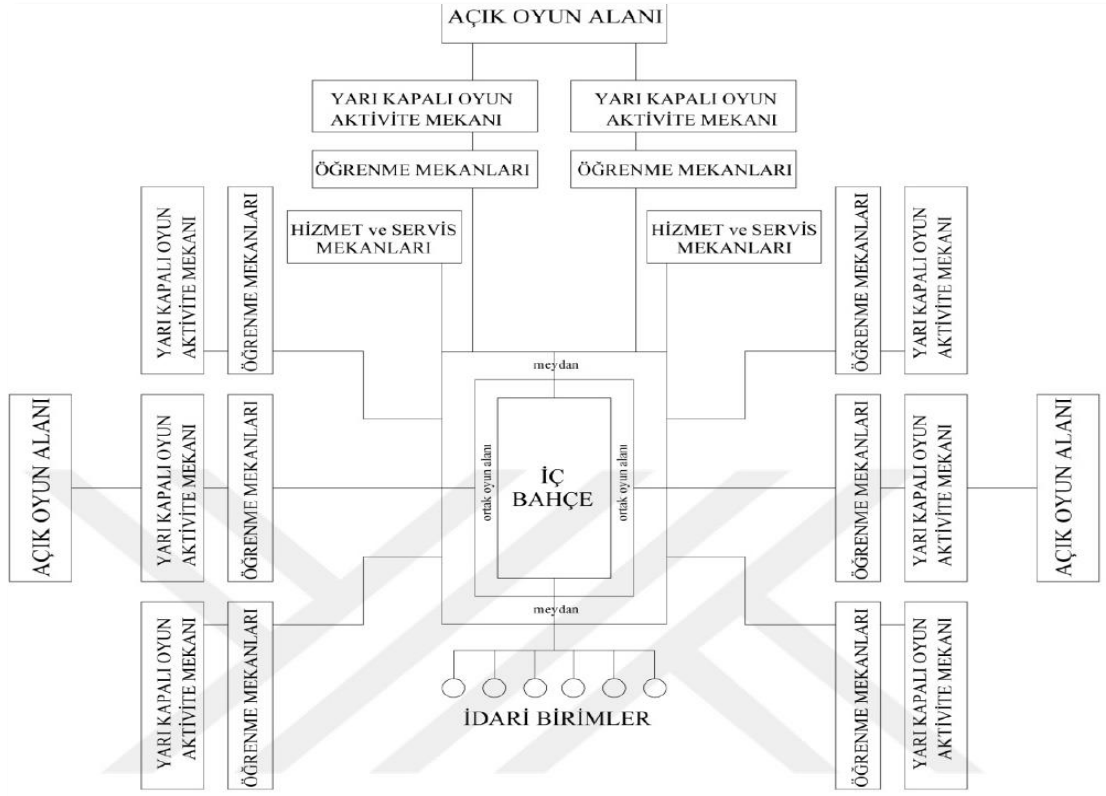 AÇIK OYUN ALANI
YARI KAPALI OYUN
AKTİVİTE MEKANI
YARI KAPALI OYUN
AKTİVİTE MEKANI
ÖĞRENME MEKANLARI
ÖĞRENME MEKANLARI
HİZMET ve SERVİS
MEKANLARI
HİZMET ve SERVİS
MEKANLARI
YARI KAPALI OYUN
AKTİVİTE MEKANI
ÖĞRENME MEKANLARI
ÖĞRENME MEKANLARI
YARI KAPALI OYUN
AKTİVİTE MEKANI
meydan
AÇIK OYUN ALANI
YARI KAPALI OYUN
AKTİVİTE MEKANI
ÖĞRENME MEKANLARI
ortak oyun alanı
İÇ
BAHÇE
ortak oyun alanı
ÖĞRENME MEKANLARI
YARI KAPALI OYUN
AKTİVİTE MEKANI
AÇIK OYUN ALANI
meydan
YARI KAPALI OYUN
AKTİVİTE MEKANI
ÖĞRENME MEKANLARI
İDARİ BİRİMLER
ÖĞRENME MEKANLARI
YARI KAPALI OYUN
AKTİVİTE MEKANI